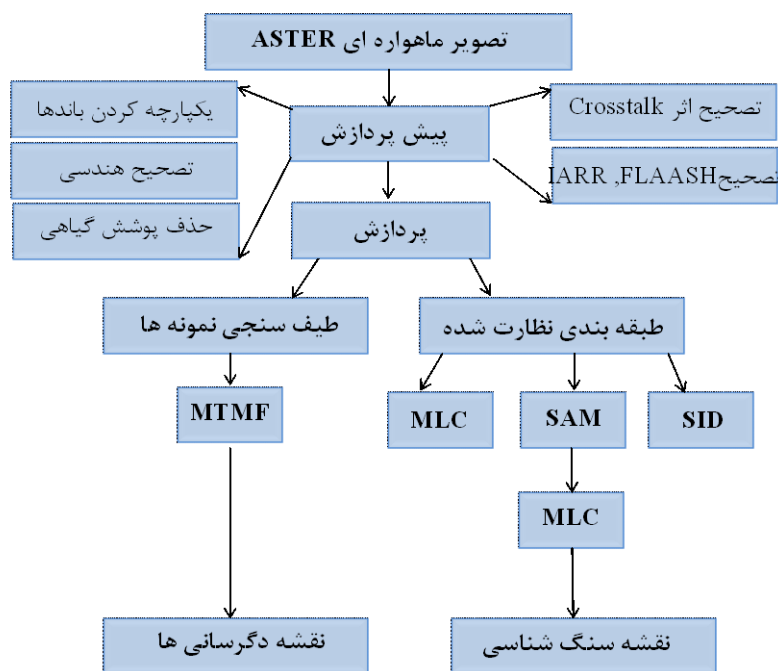 تصویر ماهواره ای ASTER
تصحیح اثر Crosstalk
یکپارچه کردن باندها
پیش پردازش
تصحیح هندسی
تصحیحIARR ,FLAASH
حذف پوشش گیاهی
پردازش
طبقه بندی نظارت شده
طیف سنجی نمونه ها
MTMF
MLC
SAM
SID
MLC
نقشه سنگ شناسی
نقشه دگرسانی ها